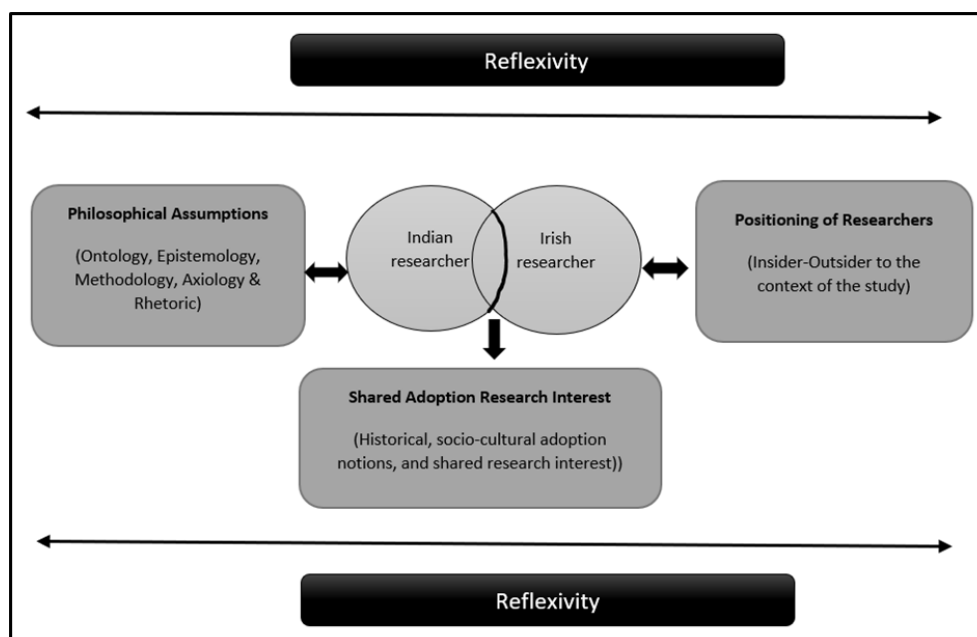 Reflexivity
Philosophical Assumptions
(Ontology, Epistemology,
Methodology, Axiology &
Rhetoric)
Indian
researcher
Irish
researcher
Positioning of Researchers
(Insider-Outsider to the
context of the study)
Shared Adoption Research Interest
(Historical, socio-cultural adoption
notions, and shared research interest))
Reflexivity